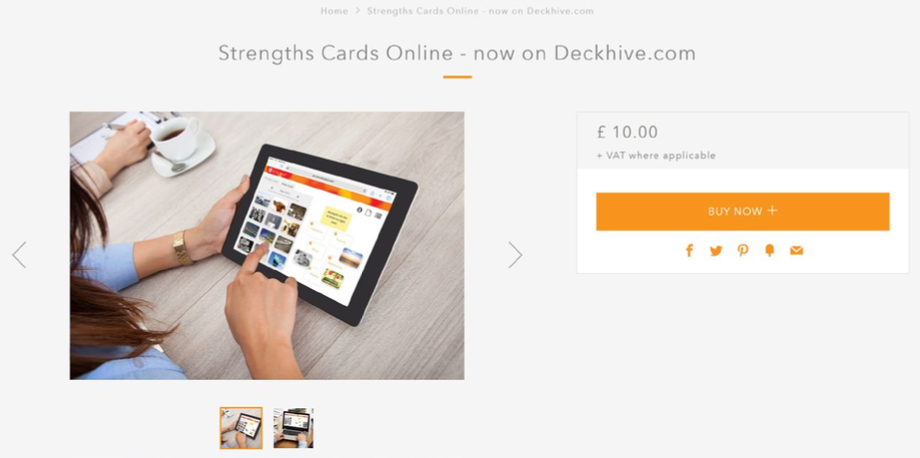 Home > Strengths Cards Online - now on Deckhive.com
Strengths Cards Online - now on Deckhive.com
£ 10.00
+ VAT where applicable
BUY NOW +